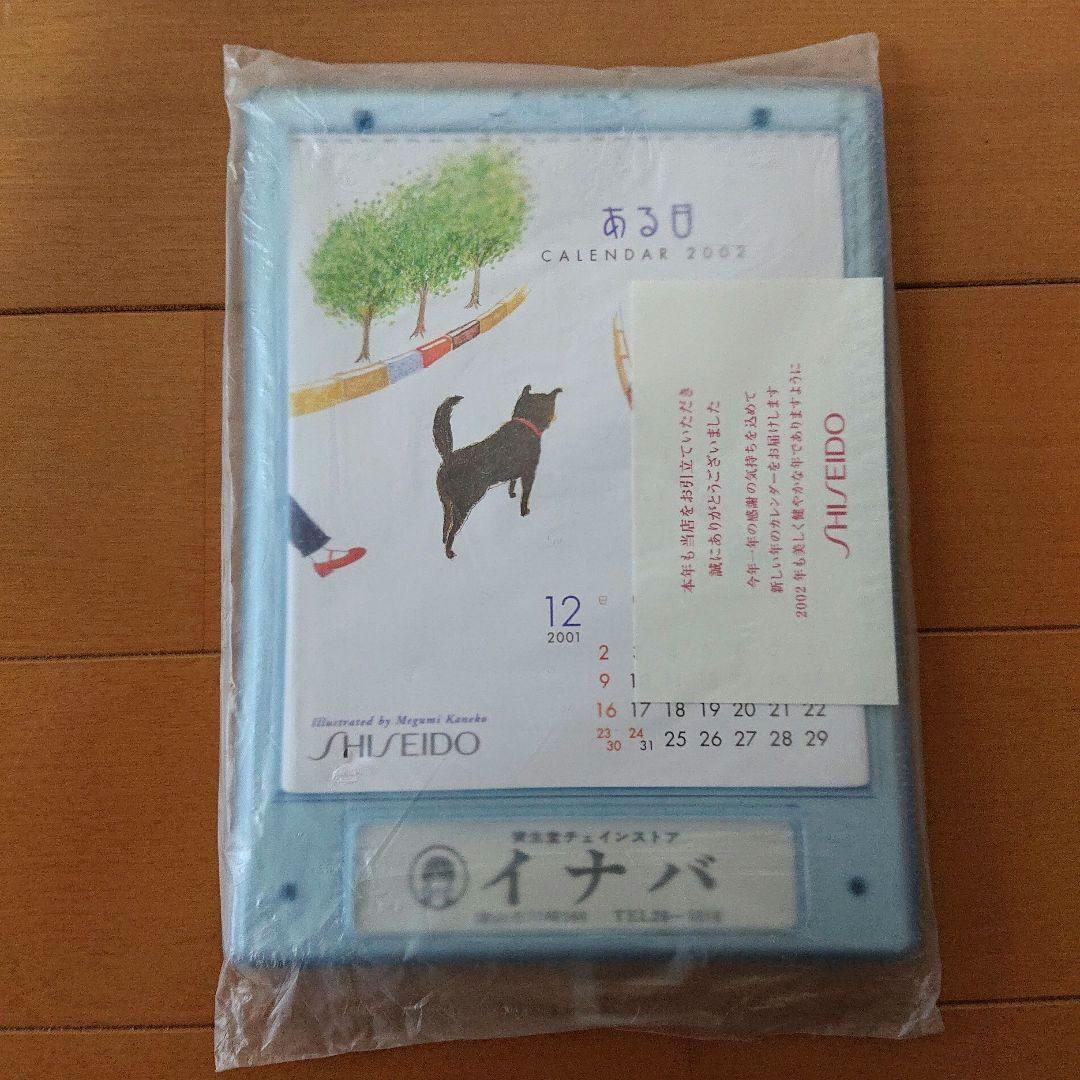 ある日
CALENDAR 2002
本年も当店をお引立ていただき
誠にありがとうございました
今年一年の感謝の気持ちを込めて
新しい年のカレンダーをお届けします
2002年も美しく健やかな年でありますように
SHISEIDO
12
2001
日
2
9
16 17 18 19 20 21 22
23 24 25 26 27 28 29
30 31
Illustrated by Megumi Kaneko
SHISEIDO
資生堂チェインストア
イナバ
TEL